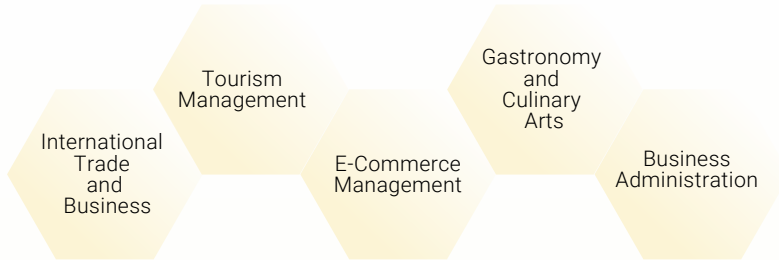 International
Trade
and
Business
Tourism
Management
E-Commerce
Management
Gastronomy
and
Culinary
Arts
Business
Administration